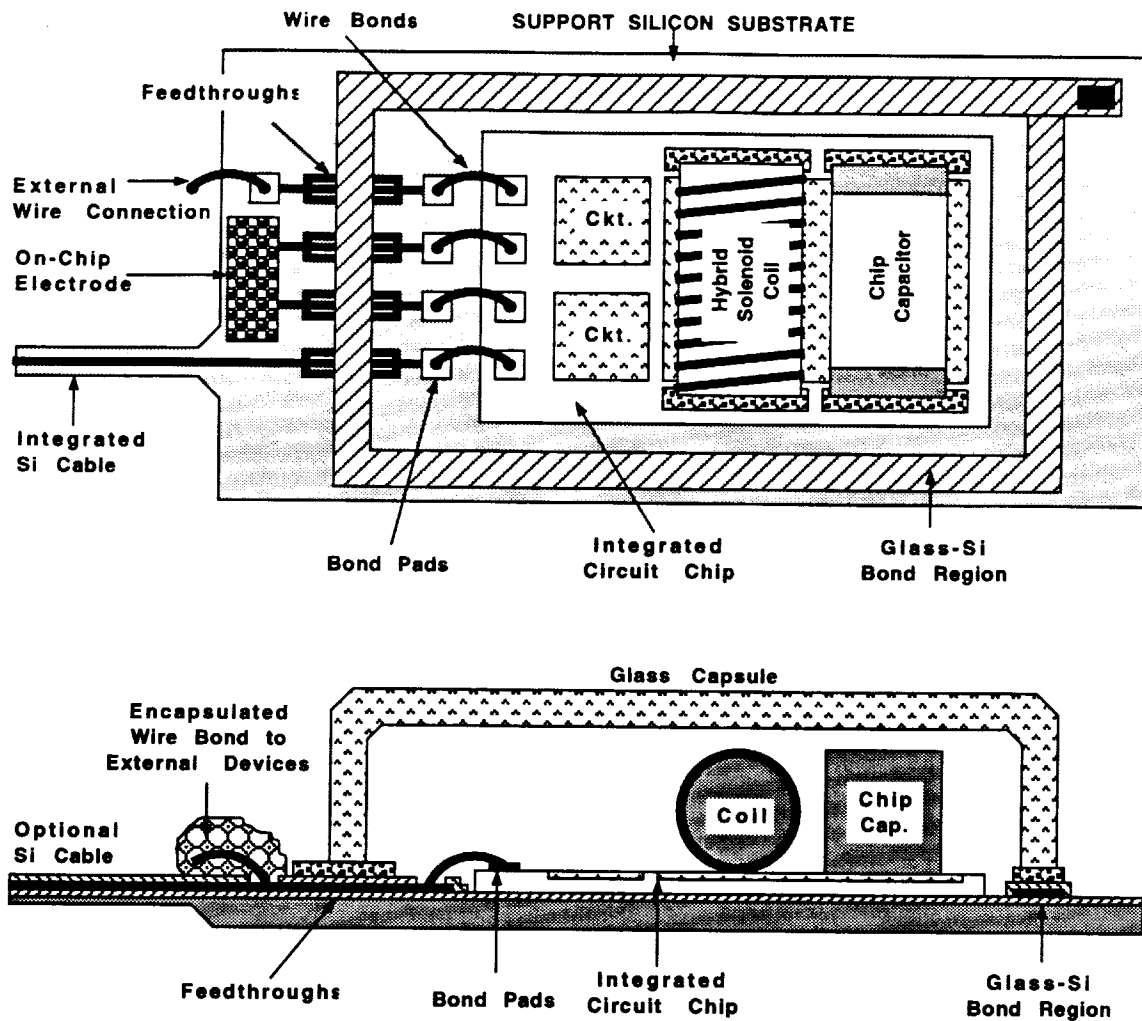 Wire Bonds
SUPPORT SILICON SUBSTRATE
Feedthroughs
External
Wire Connection
On-Chip
Electrode
Integrated
Si Cable
Ckt.
Ckt.
Hybrid
Solenoid
Coil
Chip
Capacitor
Bond Pads
Integrated
Circuit Chip
Glass-Si
Bond Region
Glass Capsule
Encapsulated
Wire Bond to
External Devices
Optional
Si Cable
Coil
Chip
Cap.
Feedthroughs
Bond Pads
Integrated
Circuit Chip
Glass-Si
Bond Region